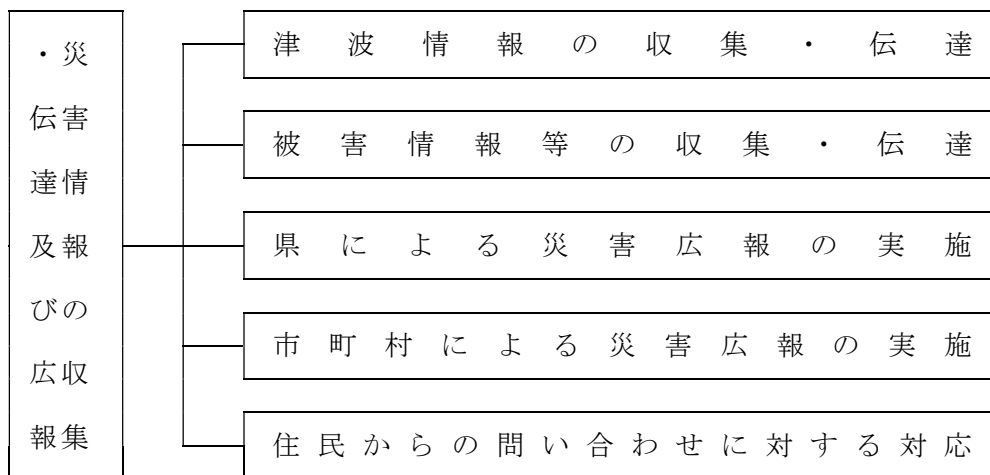 災害情報の収集
・伝達及び広報
津波情報の収集・伝達
被害情報等の収集・伝達
県による災害広報の実施
市町村による災害広報の実施
住民からの問い合わせに対する対応